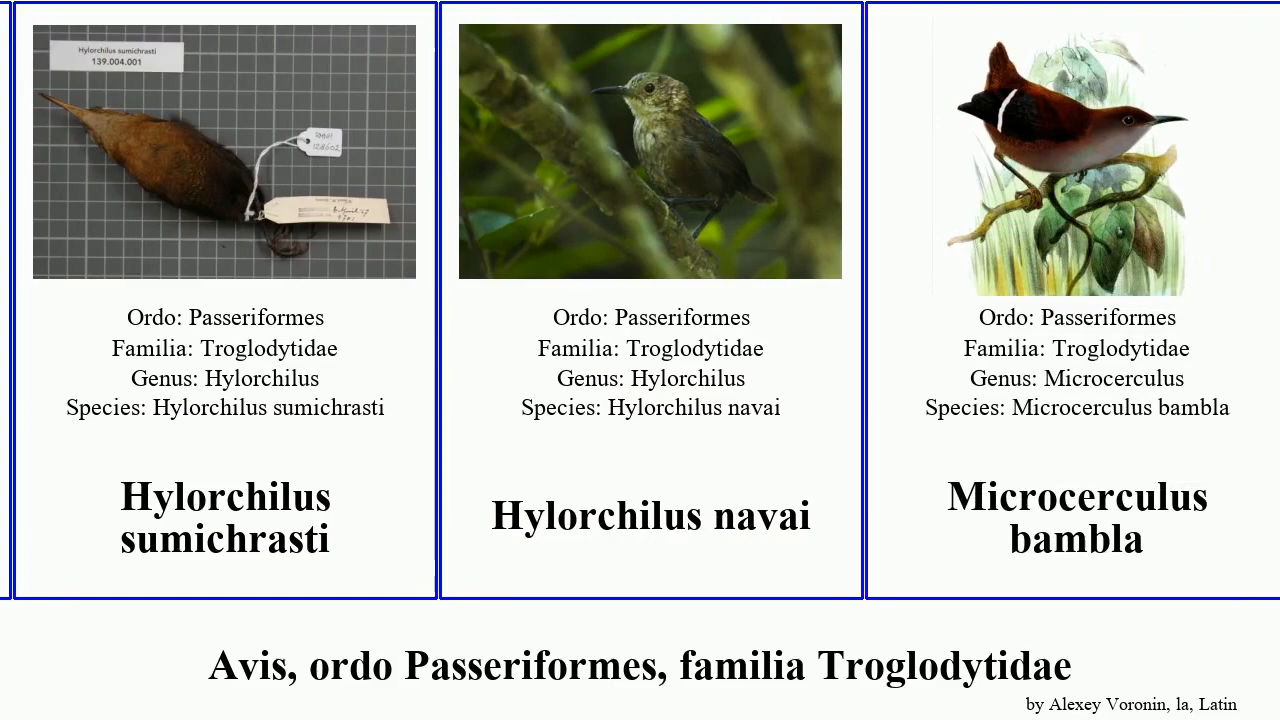 Hylorchilus sumichrasti
139.004.001
Ordo: Passeriformes
Familia: Troglodytidae
Genus: Hylorchilus
Species: Hylorchilus sumichrasti
Hylorchilus
sumichrasti
Ordo: Passeriformes
Familia: Troglodytidae
Genus: Hylorchilus
Species: Hylorchilus navai
Hylorchilus navai
Ordo: Passeriformes
Familia: Troglodytidae
Genus: Microcerculus
Species: Microcerculus bambla
Microcerculus
bambla
Avis, ordo Passeriformes, familia Troglodytidae
by Alexey Voronin, la, Latin